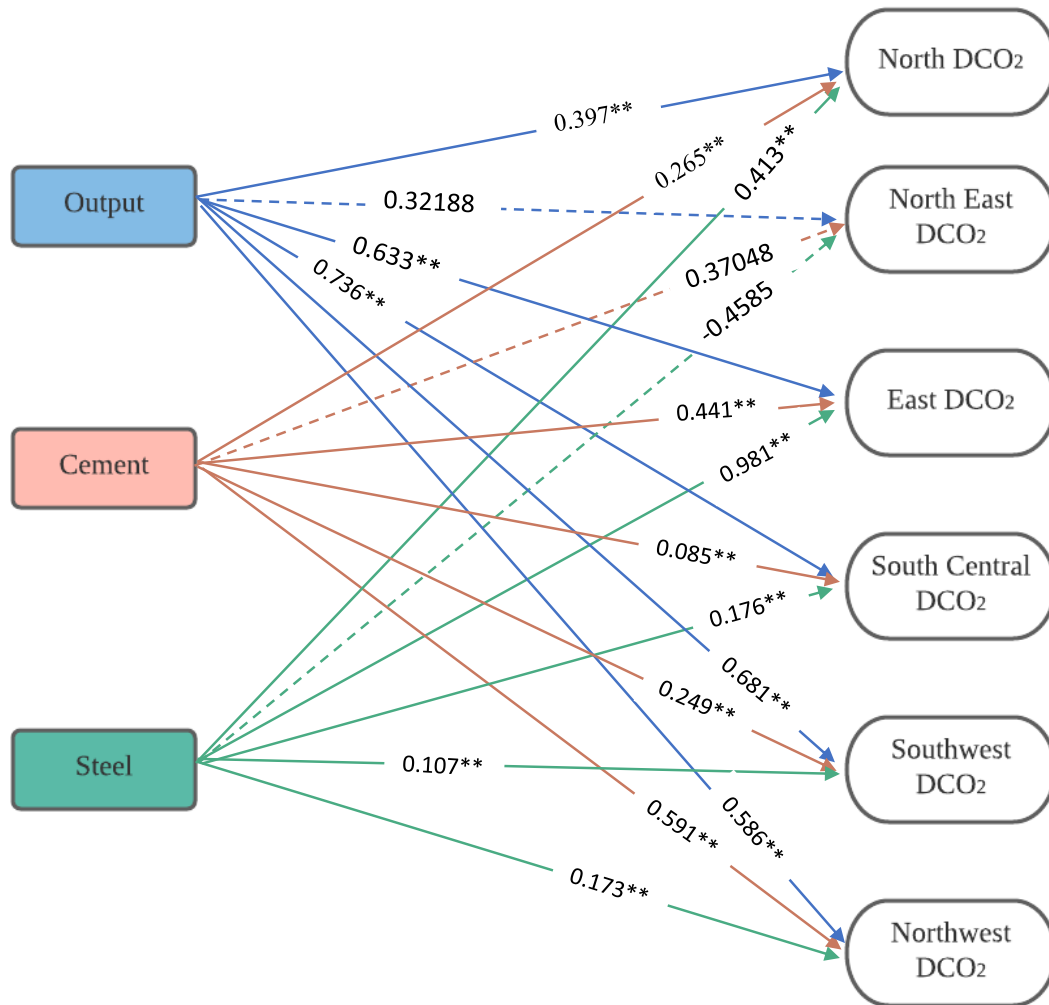 North DCO₂
0.397**
0.265**
0.413**
Output
North East
DCO₂
0.32188
0.633**
0.736**
0.37048
-0.4585
East DCO₂
0.441**
0.981**
Cement
0.085**
South Central
DCO₂
0.176**
0.681**
0.249**
Steel
0.107**
Southwest
DCO₂
0.591**
0.586**
0.173**
Northwest
DCO₂